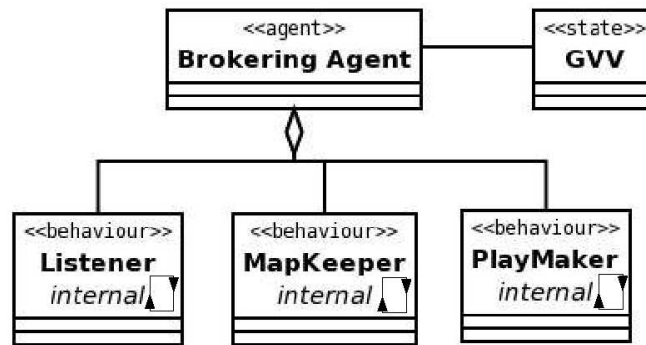 <<agent>>
Brokering Agent
<<state>>
GVV
<<behaviour>>
Listener
internal
<<behaviour>>
MapKeeper
internal
<<behaviour>>
PlayMaker
internal